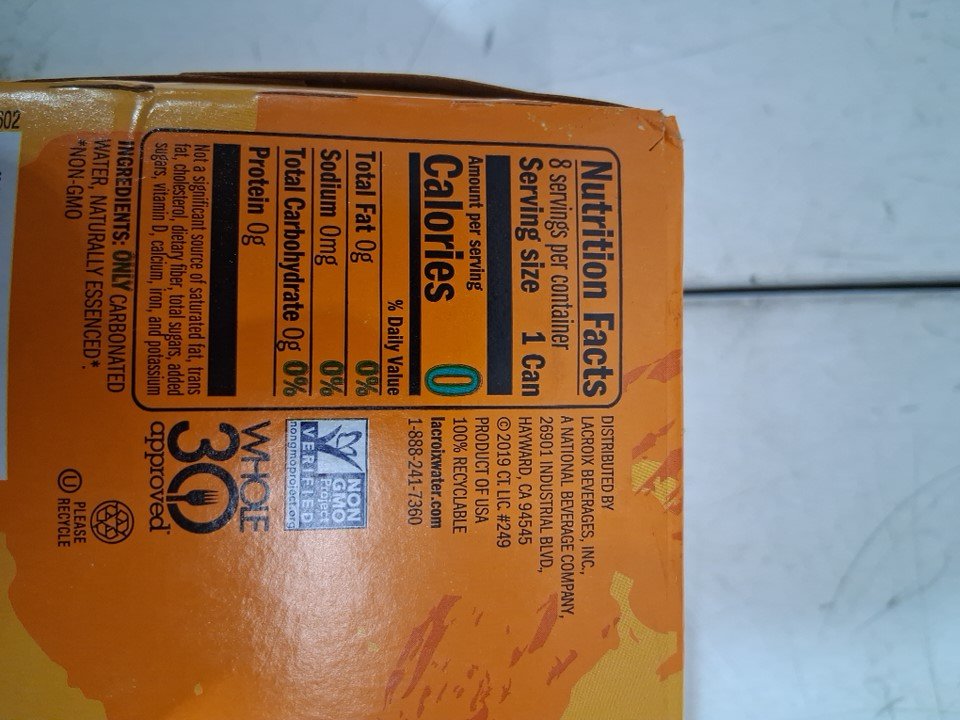 Nutrition Facts
8 servings per container
Serving size 1 Can
Amount per serving
Calories 0
% Daily Value
Total Fat 0g 0%
Sodium 0mg 0%
Total Carbohydrate 0g 0%
Protein 0g
Not a significant source of saturated fat, trans
fat, cholesterol, dietary fiber, total sugars, added
sugars, vitamin D, calcium, iron, and potassium
INGREDIENTS: ONLY CARBONATED
WATER, NATURALLY ESSENCED*.
*NON-GMO
DISTRIBUTED BY
LACROIX BEVERAGES, INC.,
A NATIONAL BEVERAGE COMPANY,
26901 INDUSTRIAL BLVD,
HAYWARD, CA 94545
© 2019 CT. LIC. #249
PRODUCT OF USA
100% RECYCLABLE
lacroixwater.com
1-888-241-7360
NON
GMO
Project
VERIFIED
nongmoproject.org
WHOLE
30
approved™
PLEASE
RECYCLE
U
602